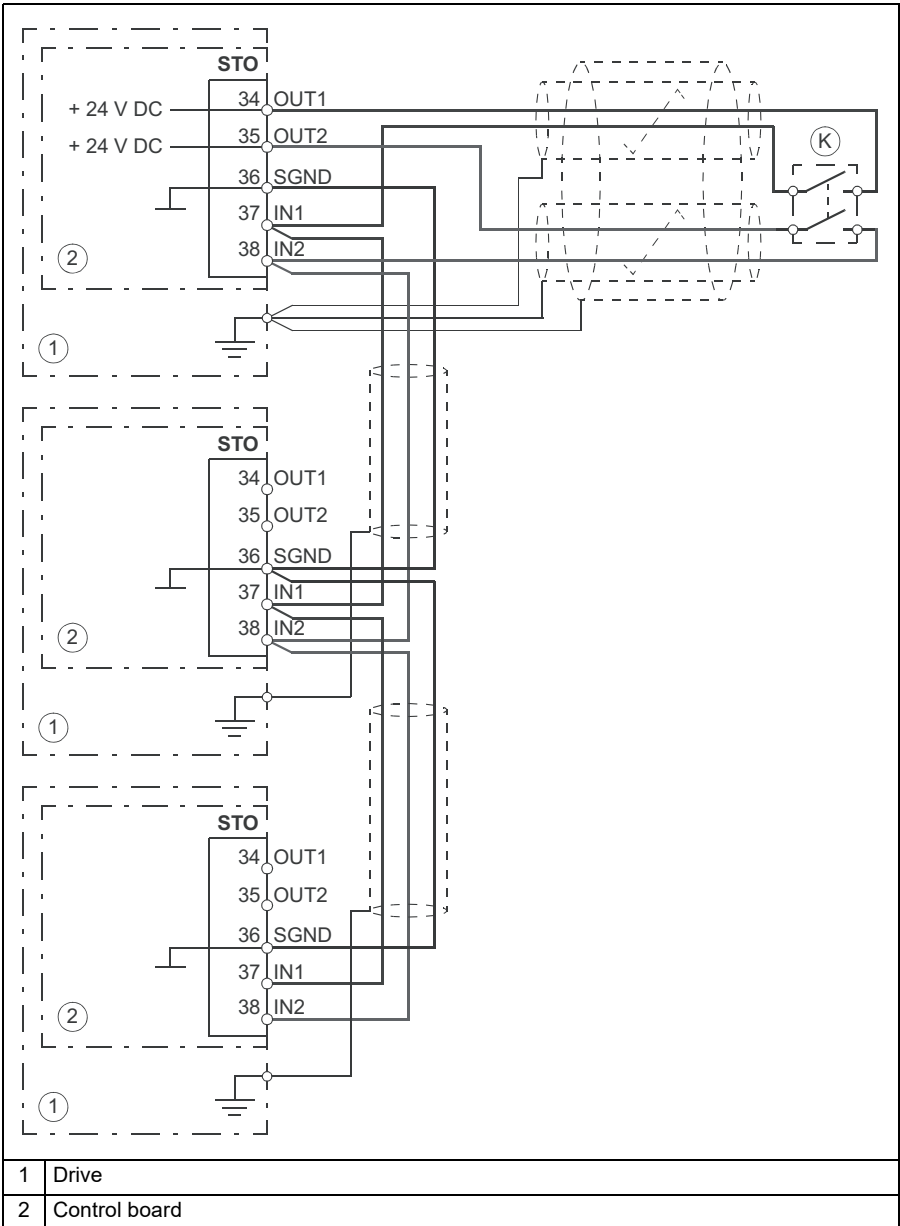 STO
+ 24 V DC 34 OUT1
+ 24 V DC 35 OUT2
K
36 SGND
37 IN1
38 IN2
2
1
STO
34 OUT1
35 OUT2
36 SGND
37 IN1
38 IN2
2
1
STO
34 OUT1
35 OUT2
36 SGND
37 IN1
38 IN2
2
1
1 Drive
2 Control board